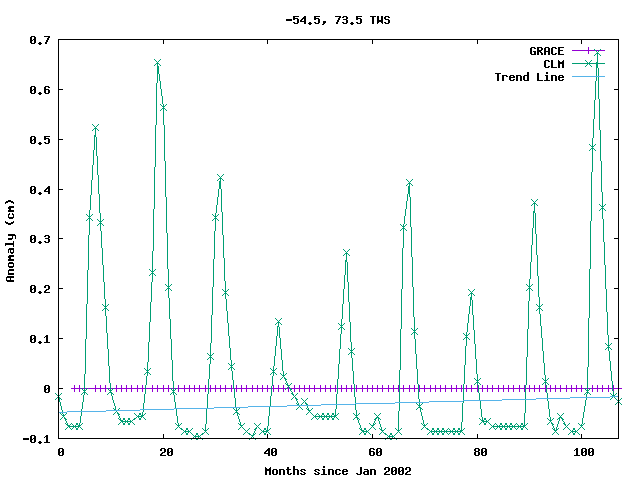 -54.5, 73.5 TWS
GRACE
CLM
Trend Line
0.7
0.6
0.5
0.4
0.3
0.2
0.1
0
-0.1
Anomaly (cm)
0 20 40 60 80 100
Months since Jan 2002